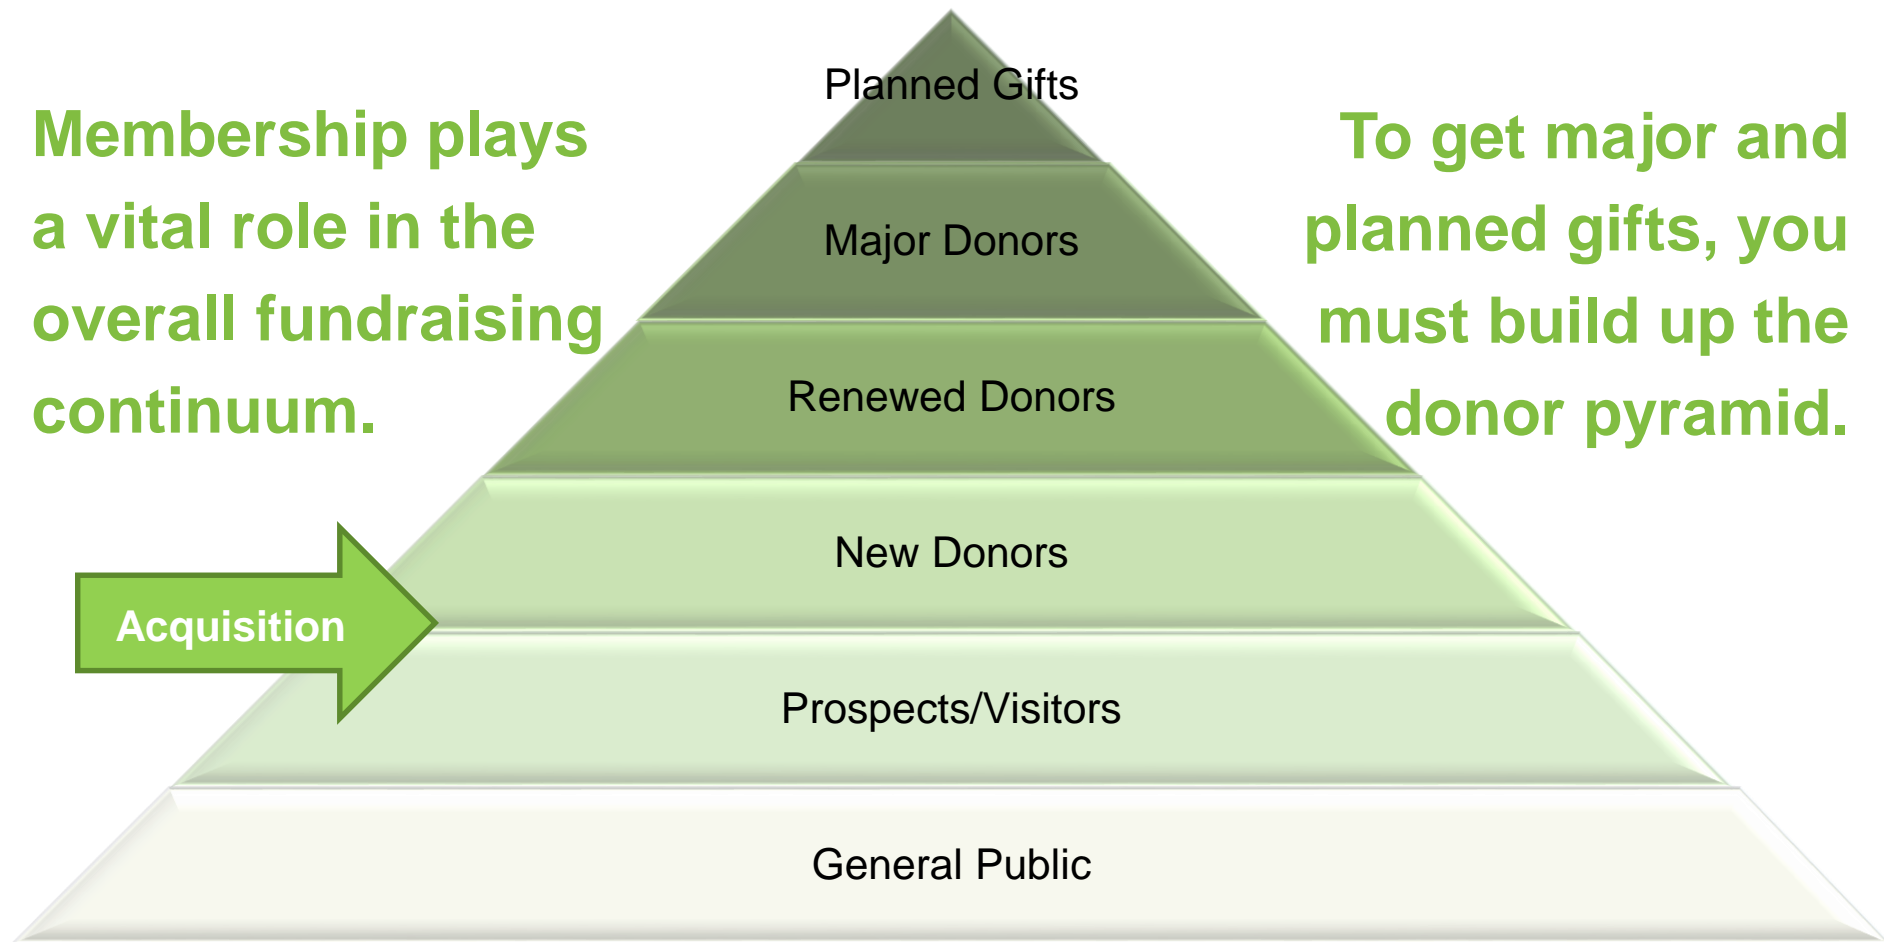 Membership plays
a vital role in the
overall fundraising
continuum.
To get major and
planned gifts, you
must build up the
donor pyramid.
Planned Gifts
Major Donors
Renewed Donors
New Donors
Acquisition
Prospects/Visitors
General Public